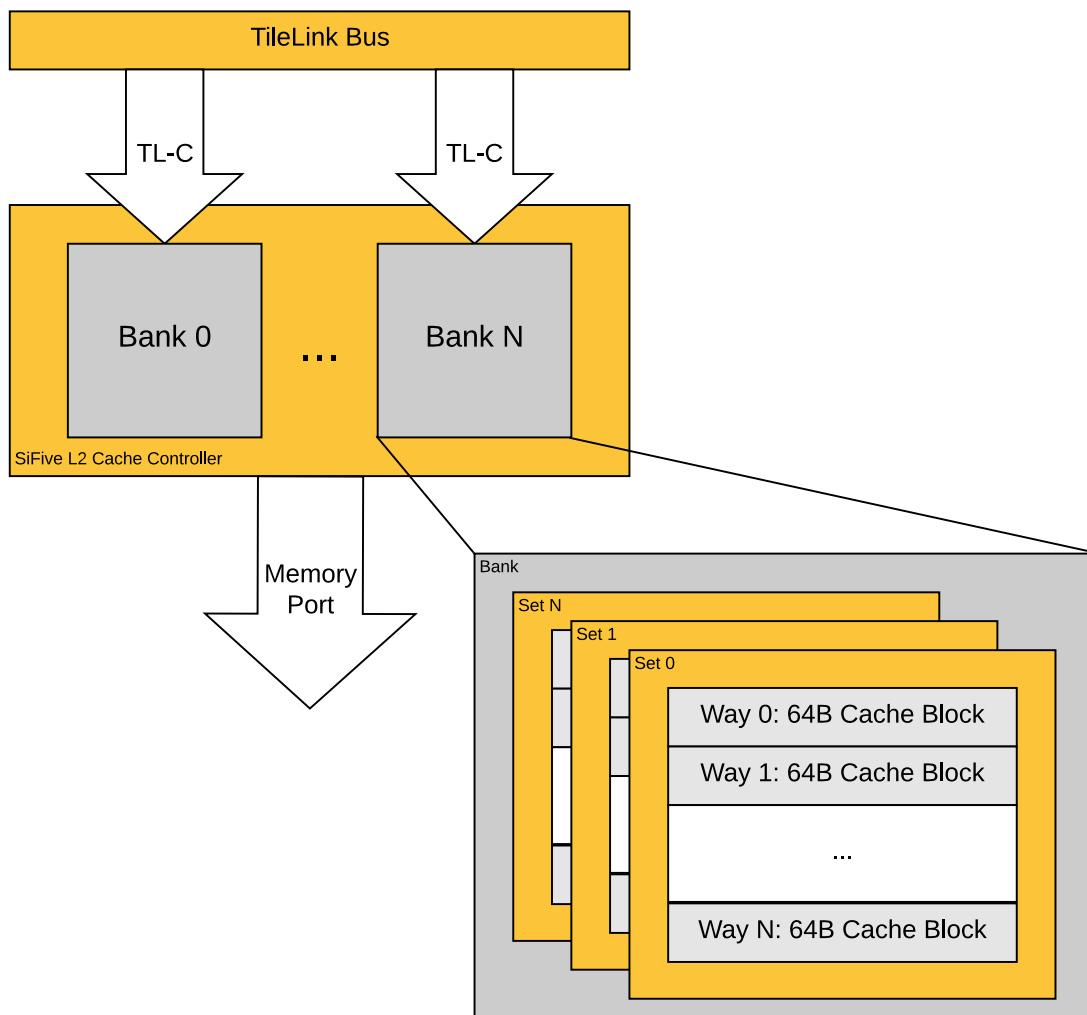 TileLink Bus
TL-C
TL-C
Bank 0
...
Bank N
SiFive L2 Cache Controller
Memory
Port
Bank
Set N
Set 1
Set 0
Way 0: 64B Cache Block
Way 1: 64B Cache Block
...
Way N: 64B Cache Block